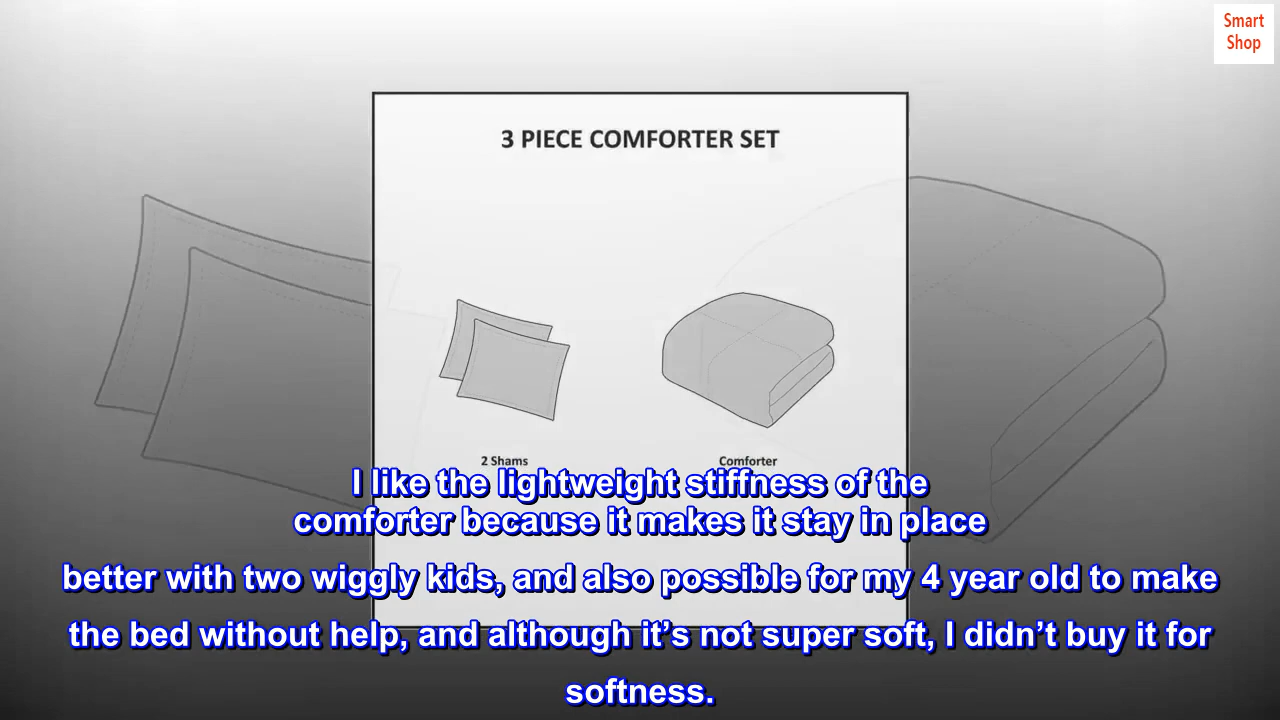 Smart
Shop
3 PIECE COMFORTER SET
2 Shams
Comforter
I like the lightweight stiffness of the
comforter because it makes it stay in place
better with two wiggly kids, and also possible for my 4 year old to make
the bed without help, and although it’s not super soft, I didn’t buy it for
softness.